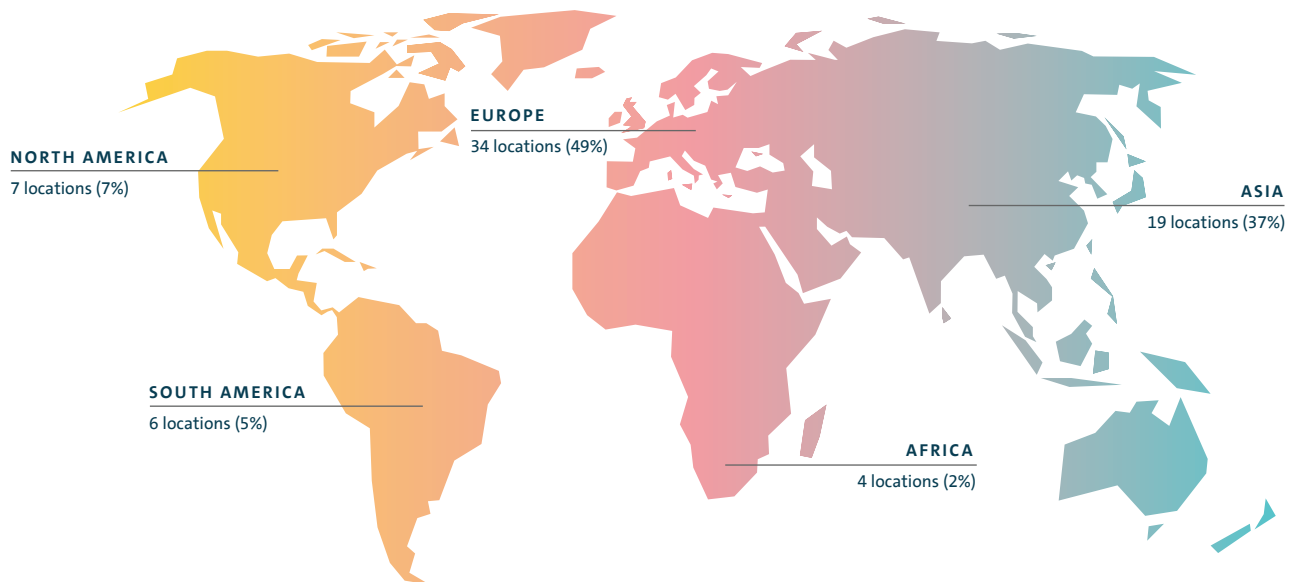 EUROPE
34 locations (49%)
NORTH AMERICA
7 locations (7%)
ASIA
19 locations (37%)
SOUTH AMERICA
6 locations (5%)
AFRICA
4 locations (2%)